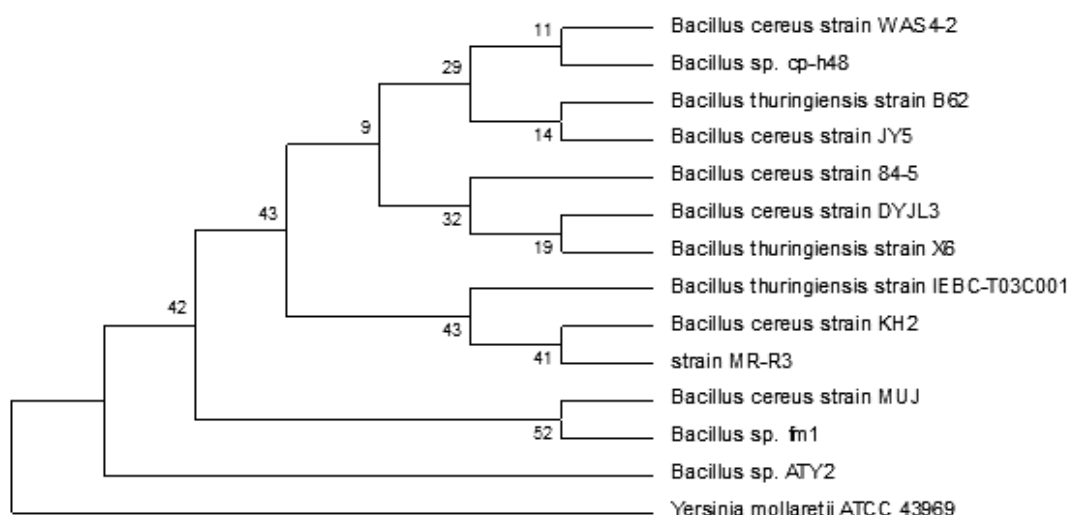 Bacillus cereus strain WAS4-2
11
Bacillus sp. cp-h48
29
Bacillus thuringiensis strain B62
9
14
Bacillus cereus strain JY5
Bacillus cereus strain 84-5
43
32
Bacillus cereus strain DYJL3
19
Bacillus thuringiensis strain X6
Bacillus thuringiensis strain IEBC-T03C001
42
43
Bacillus cereus strain KH2
41
strain MR-R3
Bacillus cereus strain MUJ
52
Bacillus sp. fm1
Bacillus sp. ATY2
Yersinia mollaretii ATCC 43969